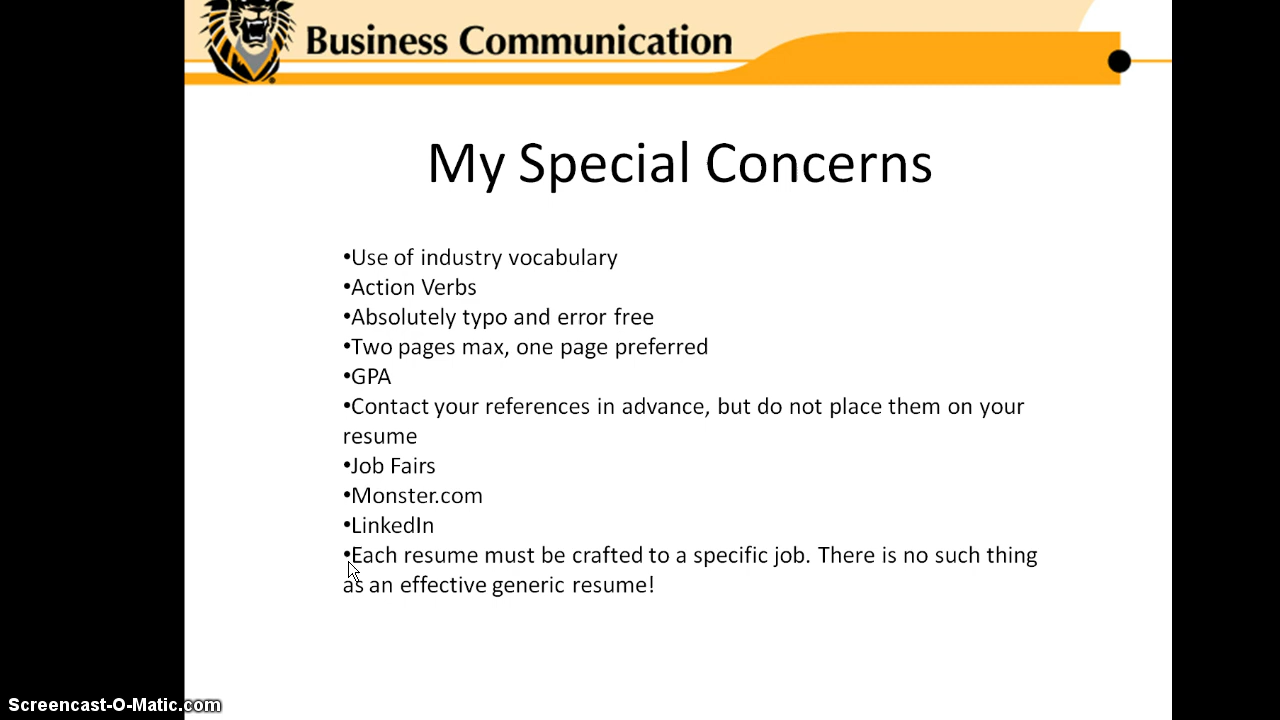 Business Communication
My Special Concerns
•Use of industry vocabulary
•Action Verbs
•Absolutely typo and error free
•Two pages max, one page preferred
•GPA
•Contact your references in advance, but do not place them on your
resume
•Job Fairs
•Monster.com
•LinkedIn
•Each resume must be crafted to a specific job. There is no such thing
as an effective generic resume!
Screencast-O-Matic.com